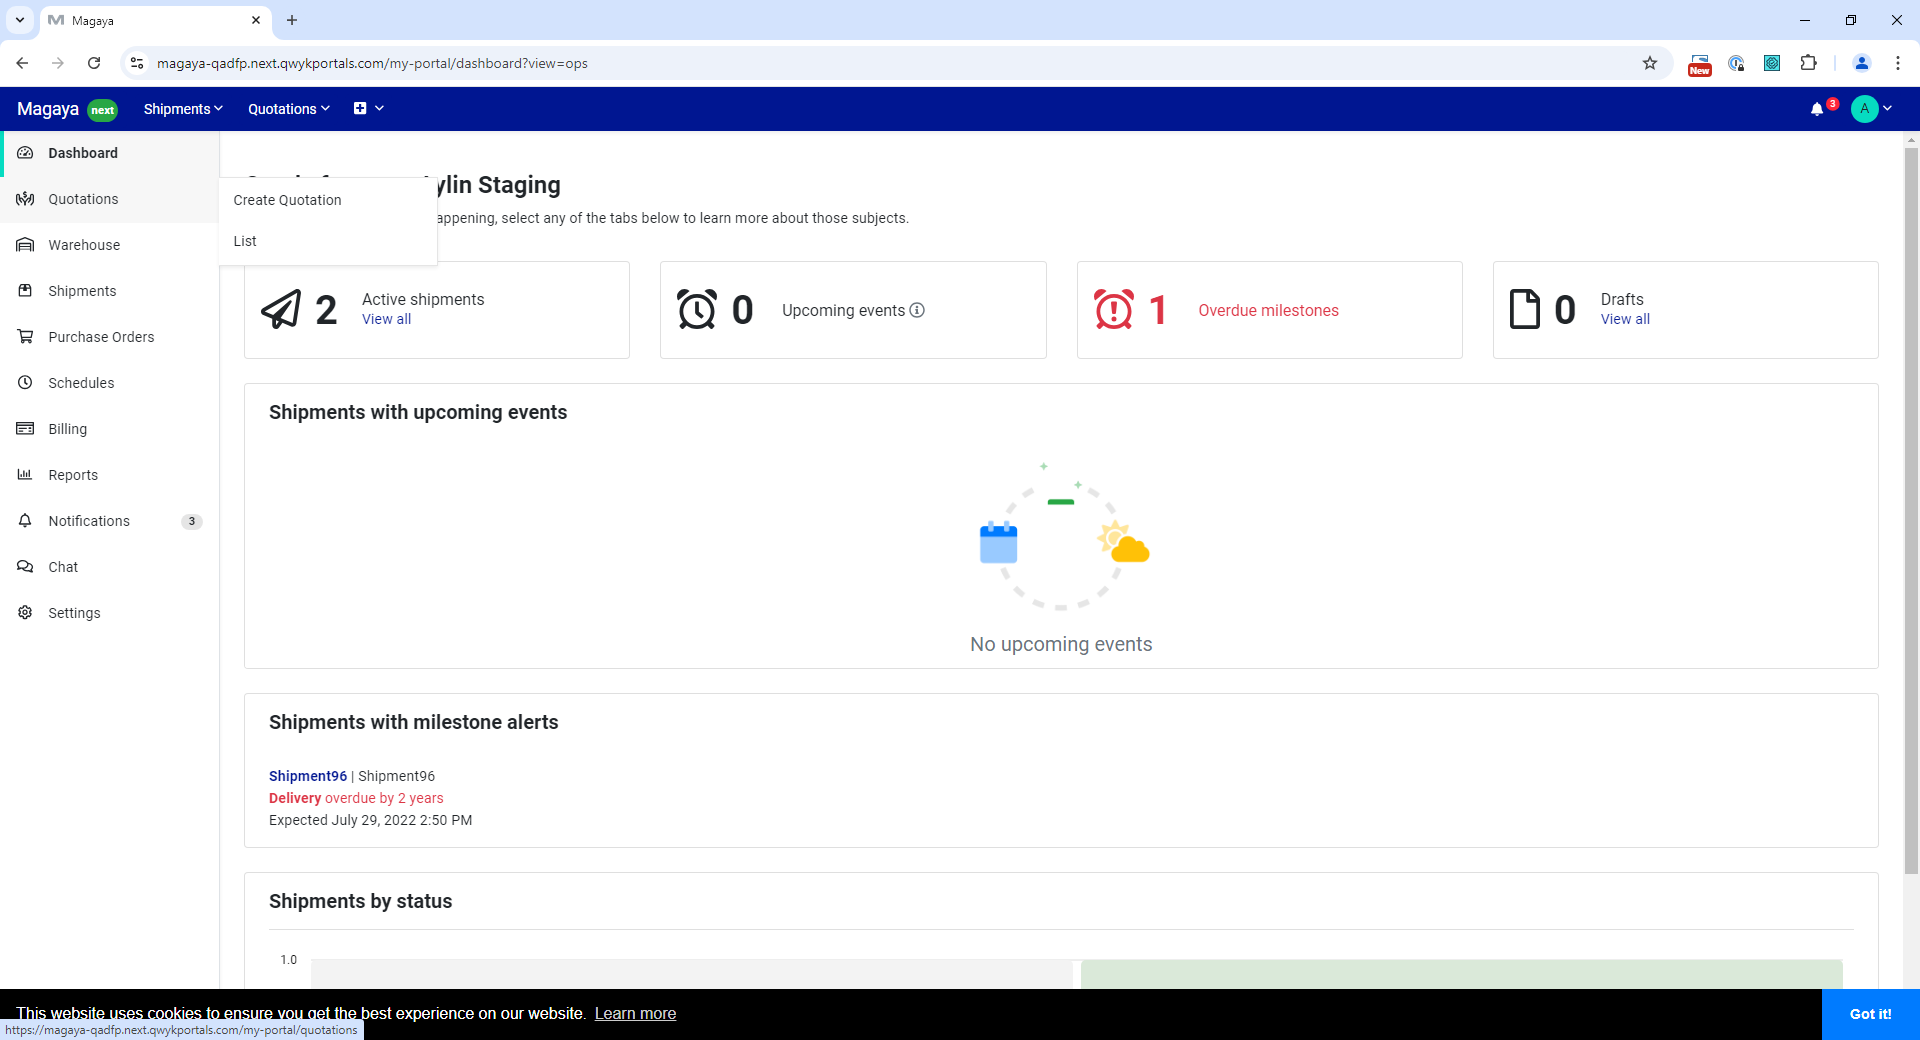 Magaya
magaya-qadfp.next.qwykportals.com/my-portal/dashboard?view=ops
New
Magaya next Shipments Quotations 3 A
Dashboard
Quotations
Warehouse
Shipments
Purchase Orders
Schedules
Billing
Reports
Notifications 3
Chat
Settings
Create Quotation
List
ylin Staging
appening, select any of the tabs below to learn more about those subjects.
2 Active shipments
View all
0 Upcoming events
1 Overdue milestones
0 Drafts
View all
Shipments with upcoming events
No upcoming events
Shipments with milestone alerts
Shipment96 | Shipment96
Delivery overdue by 2 years
Expected July 29, 2022 2:50 PM
Shipments by status
1.0
This website uses cookies to ensure you get the best experience on our website. Learn more
Got it!
https://magaya-qadfp.next.qwykportals.com/my-portal/quotations